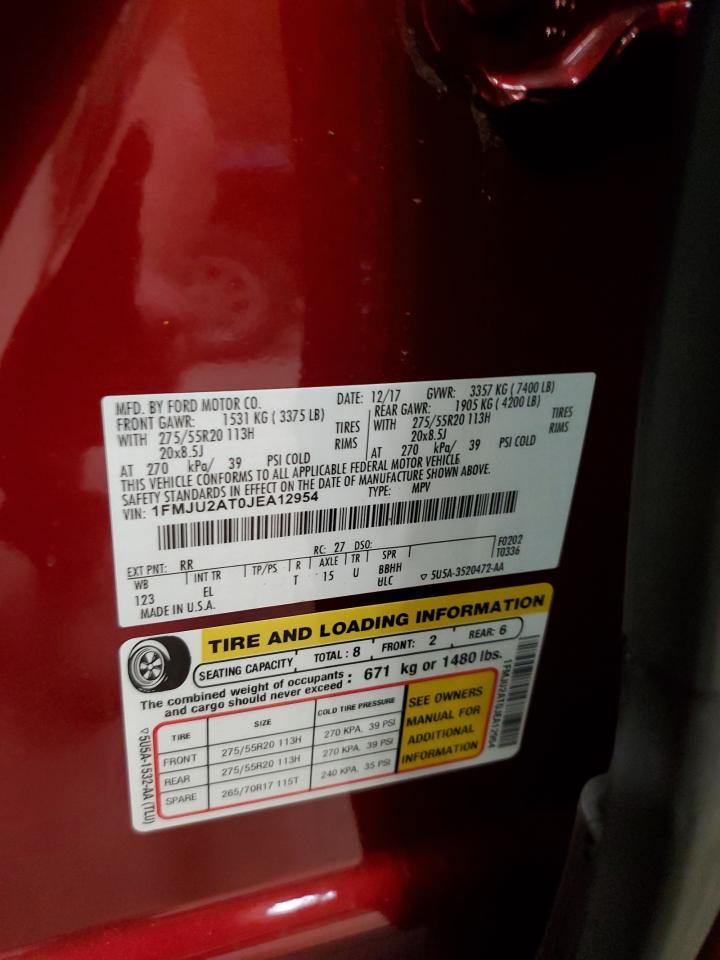 MFD. BY FORD MOTOR CO. DATE: 12/17 GVWR: 3357 KG ( 7400 LB)
FRONT GAWR: 1531 KG ( 3375 LB) REAR GAWR: 1905 KG ( 4200 LB)
WITH 275/55R20 113H TIRES WITH 275/55R20 113H TIRES
20x8.5J RIMS 20x8.5J RIMS
AT 270 kPa/ 39 PSI COLD AT 270 kPa/ 39 PSI COLD
THIS VEHICLE CONFORMS TO ALL APPLICABLE FEDERAL MOTOR VEHICLE
SAFETY STANDARDS IN EFFECT ON THE DATE OF MANUFACTURE SHOWN ABOVE.
VIN: 1FMJU2AT0JEA12954 TYPE: MPV
F0202
T0336
EXT PNT: RR RC: 27 DSO:
WB INT TR TP/PS R AXLE TR SPR
123 EL T 15 U BBHH
ULC
MADE IN U.S.A. 5U5A-3520472-AA
TIRE AND LOADING INFORMATION
SEATING CAPACITY TOTAL : 8 FRONT: 2 REAR: 6
The combined weight of occupants and cargo should never exceed : 671 kg or 1480 lbs.
TIRE SIZE COLD TIRE PRESSURE
FRONT 275/55R20 113H 270 KPA, 39 PSI
REAR 275/55R20 113H 270 KPA, 39 PSI
SPARE 265/70R17 115T 240 KPA, 35 PSI
SEE OWNERS
MANUAL FOR
ADDITIONAL
INFORMATION
5U5A-1532-AA (TLU)
1FMJU2AT0JEA12954